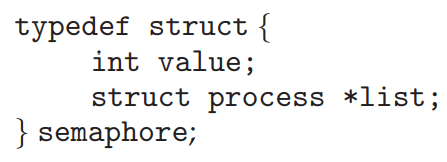 typedef struct {
int value;
struct process *list;
} semaphore;